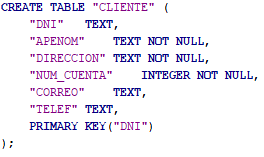 CREATE TABLE "CLIENTE" (
"DNI" TEXT,
"APENOM" TEXT NOT NULL,
"DIRECCION" TEXT NOT NULL,
"NUM_CUENTA" INTEGER NOT NULL,
"CORREO" TEXT,
"TELEF" TEXT,
PRIMARY KEY("DNI")
);